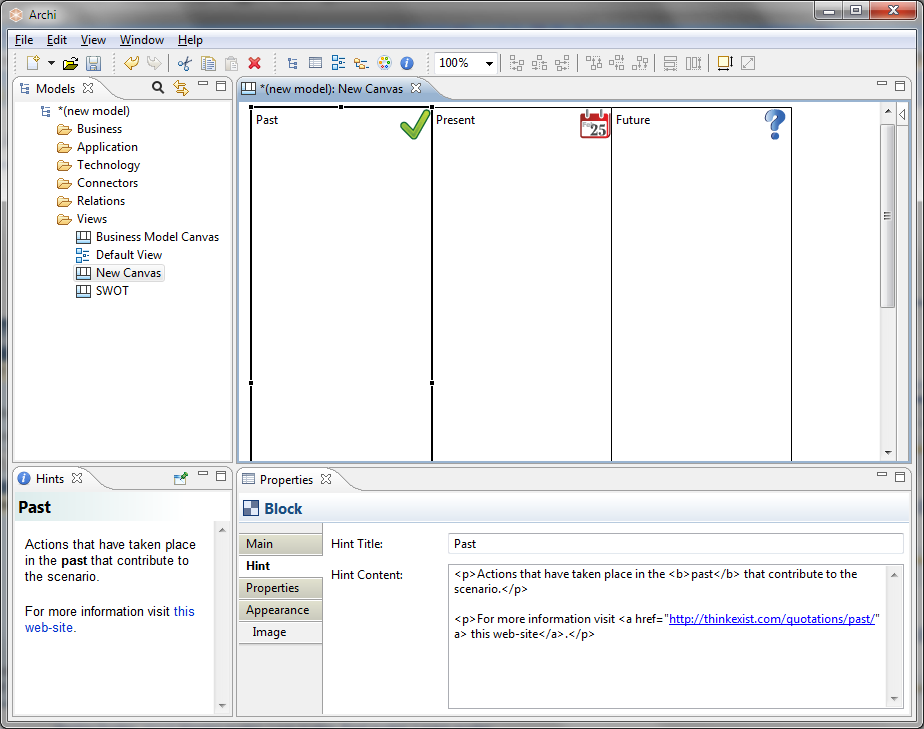 Archi
File Edit View Window Help
100%
Models
*(new model)
Business
Application
Technology
Connectors
Relations
Views
Business Model Canvas
Default View
New Canvas
SWOT
*(new model): New Canvas
Past
Present
25
Future
Hints
Past
Actions that have taken place
in the past that contribute to
the scenario.
For more information visit this
web-site.
Properties
Block
Main
Hint
Properties
Appearance
Image
Hint Title:
Past
Hint Content:
<p>Actions that have taken place in the <b>past</b> that contribute to the
scenario.</p>
<p>For more information visit <a href="http://thinkexist.com/quotations/past/"
a> this web-site</a>.</p>